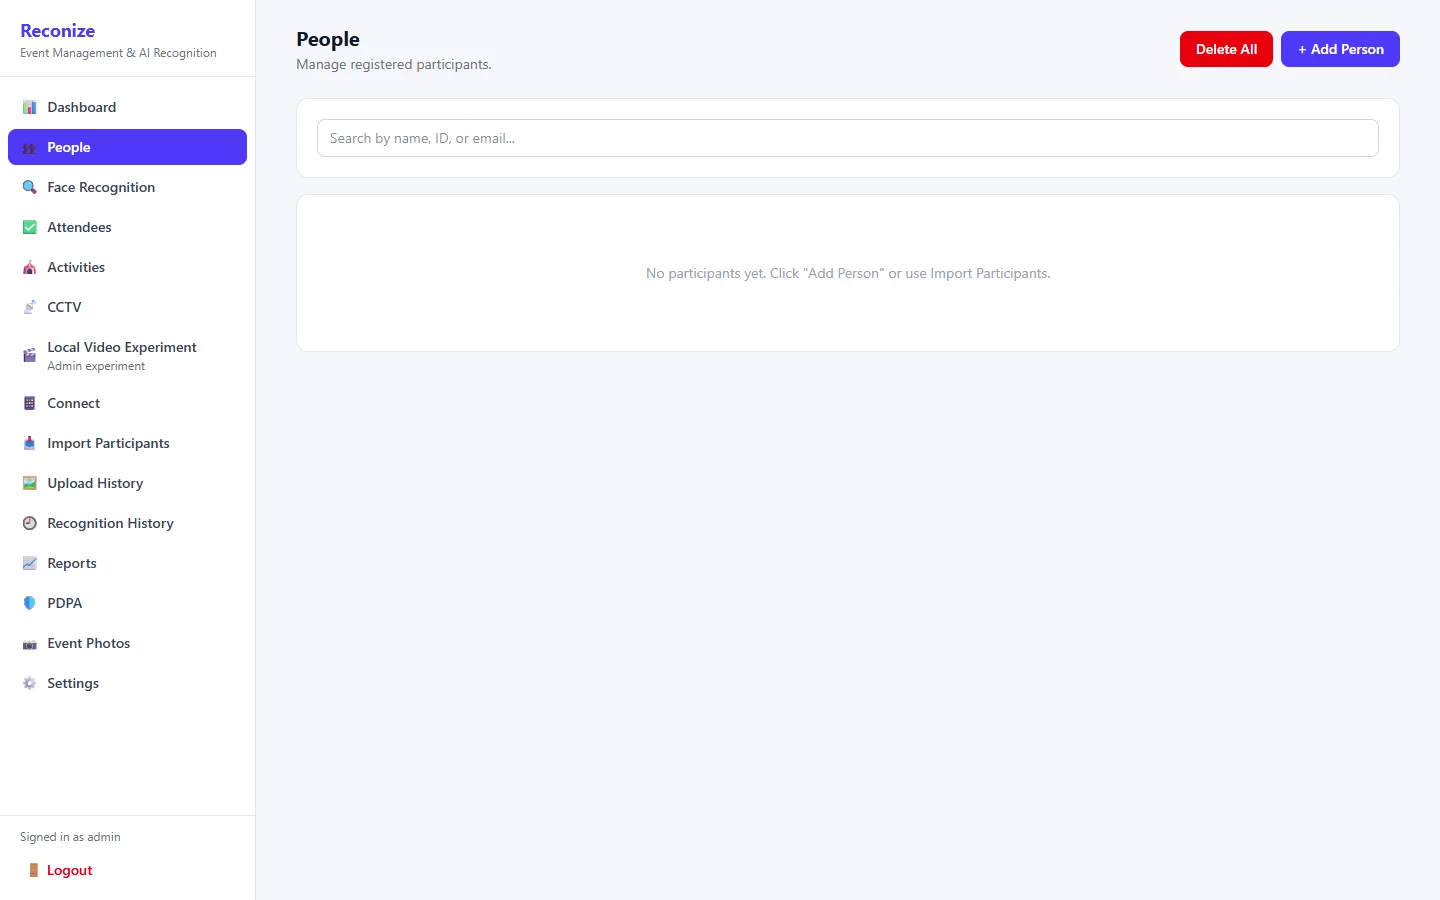 Reconize
Event Management & AI Recognition
Dashboard
People
Face Recognition
Attendees
Activities
CCTV
Local Video Experiment
Admin experiment
Connect
Import Participants
Upload History
Recognition History
Reports
PDPA
Event Photos
Settings
Signed in as admin
Logout
People
Manage registered participants.
Delete All
+ Add Person
Search by name, ID, or email...
No participants yet. Click "Add Person" or use Import Participants.